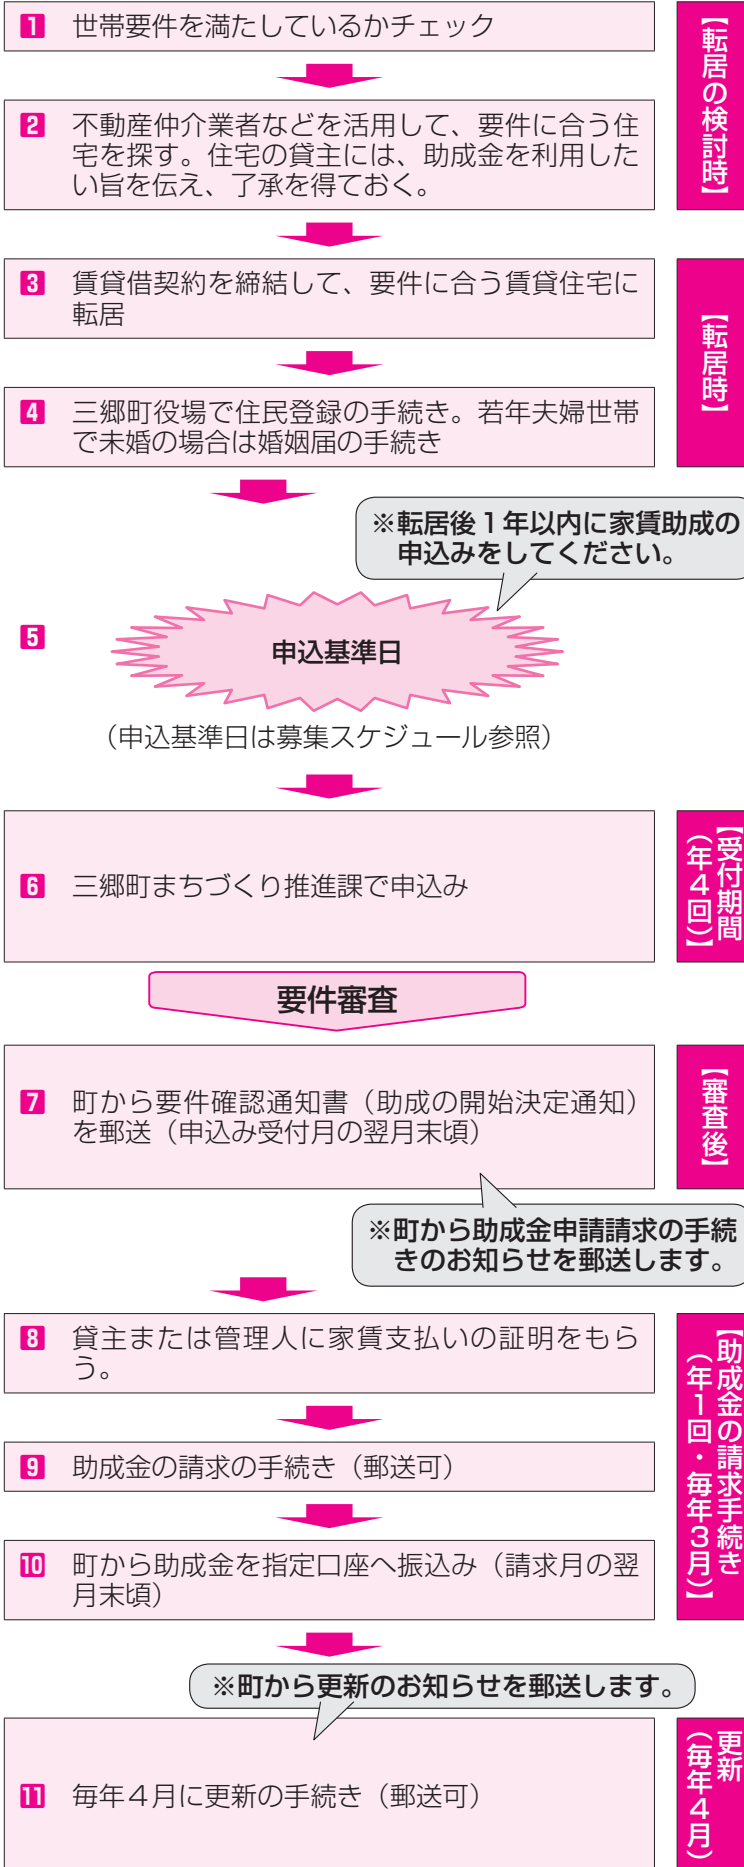 1 世帯要件を満たしているかチェック
【転居の検討時】
2 不動産仲介業者などを活用して、要件に合う住
宅を探す。住宅の貸主には、助成金を利用した
い旨を伝え、了承を得ておく。
3 賃貸借契約を締結して、要件に合う賃貸住宅に
転居
【転居時】
4 三郷町役場で住民登録の手続き。若年夫婦世帯
で未婚の場合は婚姻届の手続き
※転居後1年以内に家賃助成の
申込みをしてください。
5
申込基準日
（申込基準日は募集スケジュール参照）
6 三郷町まちづくり推進課で申込み
【受付期間
（年4回）】
要件審査
7 町から要件確認通知書（助成の開始決定通知）
を郵送（申込み受付月の翌月末頃）
【審査後】
※町から助成金申請請求の手続
きのお知らせを郵送します。
8 貸主または管理人に家賃支払いの証明をもら
う。
【助成金の請求手続き
（年1回・毎年3月）】
9 助成金の請求の手続き（郵送可）
10 町から助成金を指定口座へ振込み（請求月の翌
月末頃）
※町から更新のお知らせを郵送します。
11 毎年4月に更新の手続き（郵送可）
更新
（毎年4月）